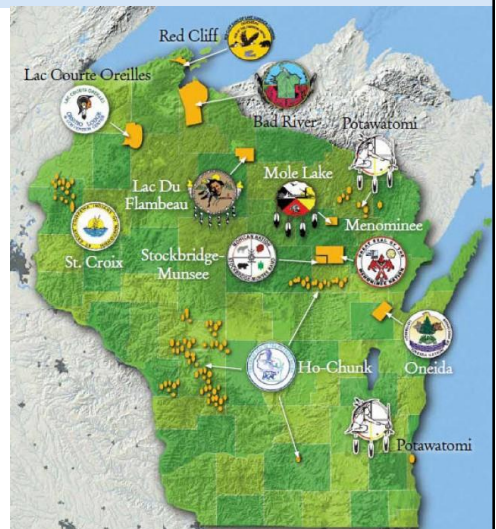 Red Cliff
Lac Courte Oreilles
Bad River
Potawatomi
Lac Du
Flambeau
Mole Lake
Menominee
St. Croix
Stockbridge-
Munsee
Ho-Chunk
Oneida
Potawatomi